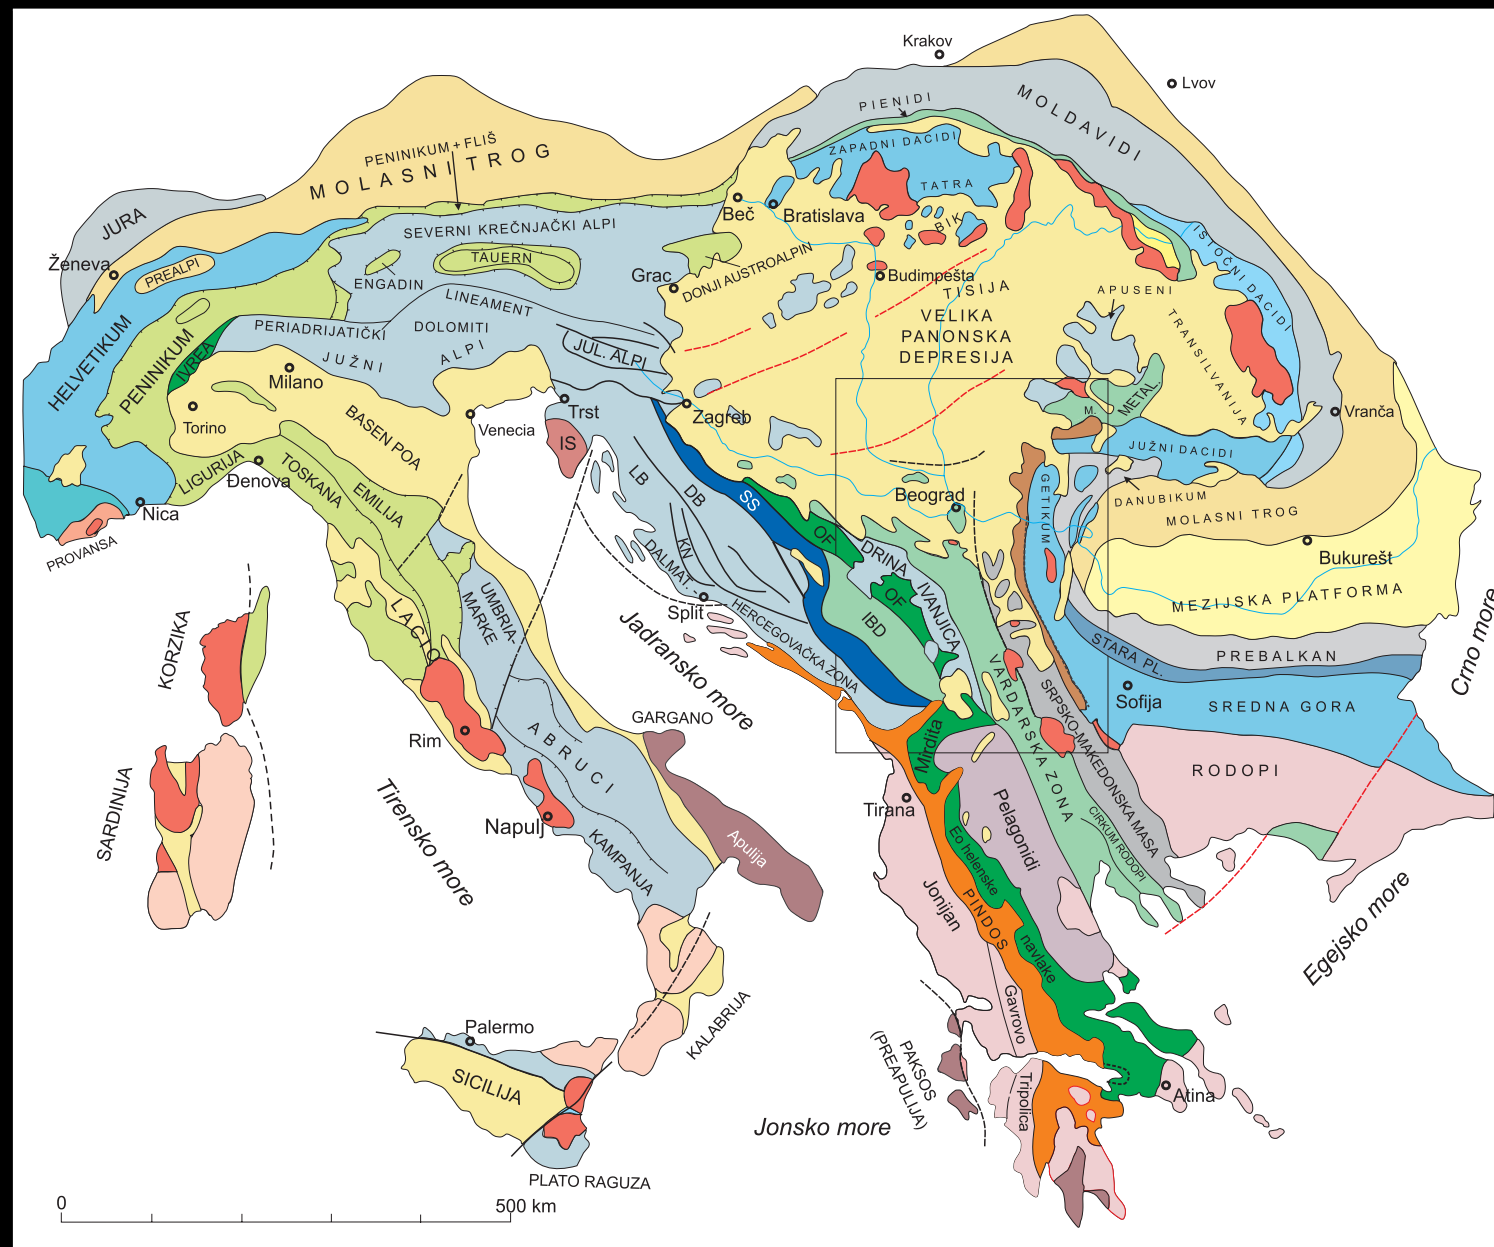 Krakov
Lvov
PIENIDI
MOLDAVIDI
PENINIKUM + FLIŠ
MOLASNI TROG
ZAPADNI DACIDI
TATRA
JURA
Beč
Bratislava
BIK
SEVERNI KREČNJAČKI ALPI
ISTOČNI DACIDI
Ženeva
PREALPI
TAUERN
ENGADIN
Grac
DONJI AUSTROALPIN
Budimpešta
TISIJA
APUSENI
LINEAMENT
PERIADRIJATIČKI
DOLOMITI
JUŽNI
ALPI
JUL. ALPI
VELIKA
PANONSKA
DEPRESIJA
TRANSILVANIJA
HELVETIKUM
PENINIKUM
IVREA
Milano
Torino
BASEN POA
Venecia
Trst
IS
Zagreb
M.
METAL.
Vranča
JUŽNI DACIDI
LIGURIJA
Đenova
TOSKANA
EMILIJA
LB
DB
SS
Beograd
GETIKUM
DANUBIKUM
MOLASNI TROG
Nica
PROVANSA
OF
DRINA
IVANJICA
KN
DALMAT.
Bukurešt
MEZIJSKA PLATFORMA
KORZIKA
LACIO
UMBRIA-
MARKE
Split
HERCEGOVAČKA ZONA
OF
IBD
Jadransko more
STARA PL.
PREBALKAN
Crno more
VARDARSKA ZONA
SRPSKO-MAKEDONSKA MASA
Sofija
SREDNA GORA
Rim
ABRUCI
GARGANO
Mirdita
RODOPI
SARDINIJA
Tirensko more
Napulj
KAMPANJA
Apulija
Tirana
Pelagonidi
CIRKUM RODOPI
Eo helenske
navlake
Jonijan
PINDOS
Egejsko more
Gavrovo
KALABRIJA
Palermo
SICILIJA
PAKSOS
(PREAPULIJA)
Tripolica
Atina
Jonsko more
PLATO RAGUZA
0
500 km